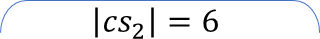 |cs₂| = 6